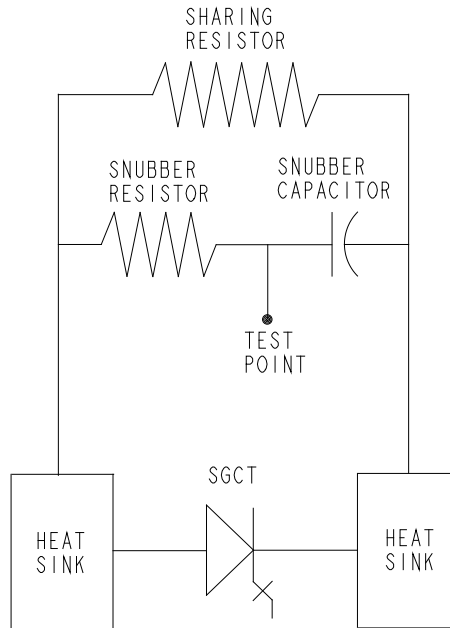 SHARING
RESISTOR
SNUBBER
RESISTOR
SNUBBER
CAPACITOR
TEST
POINT
SGCT
HEAT
SINK
HEAT
SINK